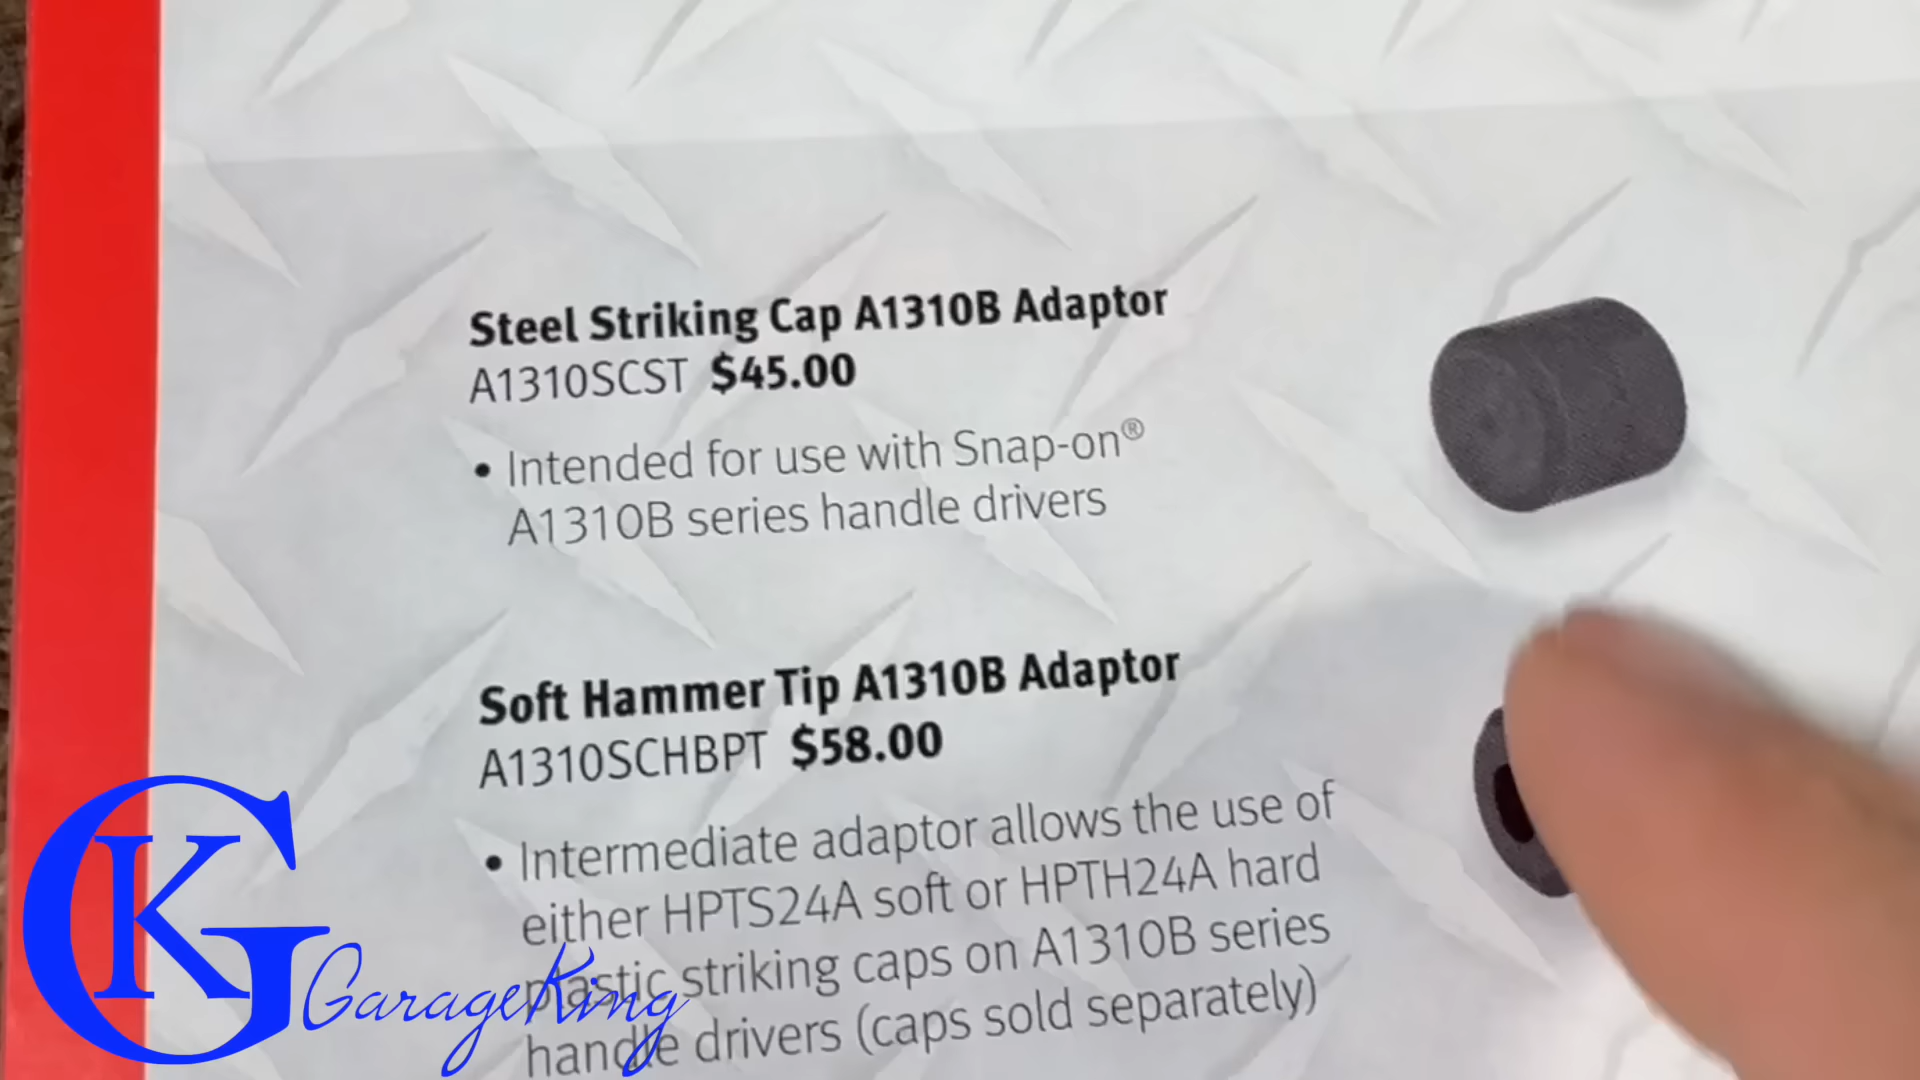 Steel Striking Cap A1310B Adaptor
A1310SCST $45.00
• Intended for use with Snap-on®
A1310B series handle drivers
Soft Hammer Tip A1310B Adaptor
A1310SCHBPT $58.00
• Intermediate adaptor allows the use of
either HPTS24A soft or HPTH24A hard
plastic striking caps on A1310B series
handle drivers (caps sold separately)
GK GarageKing